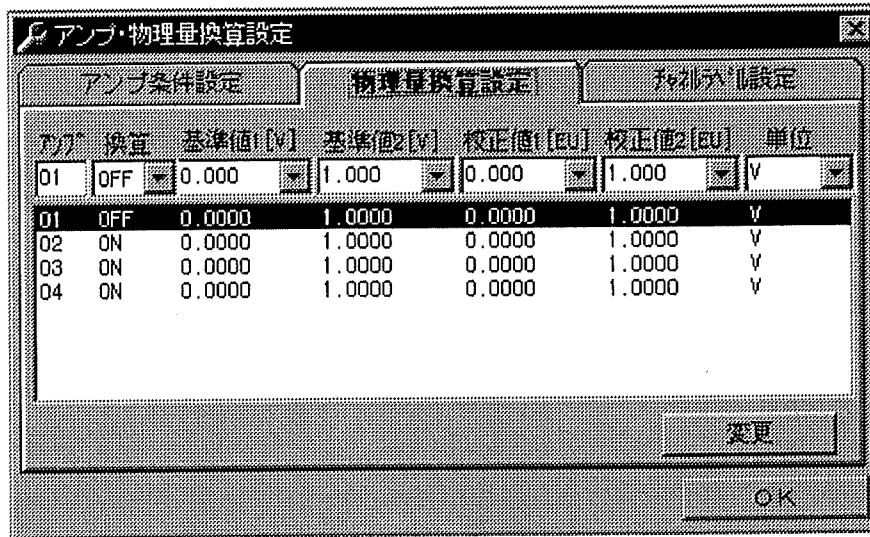 アンプ・物理量換算設定
アンプ条件設定 物理量換算設定 チャネルラベル設定
アンプ 換算 基準値1[V] 基準値2[V] 校正値1[EU] 校正値2[EU] 単位
01 OFF 0.000 1.000 0.000 1.000 V
01 OFF 0.0000 1.0000 0.0000 1.0000 V
02 ON 0.0000 1.0000 0.0000 1.0000 V
03 ON 0.0000 1.0000 0.0000 1.0000 V
04 ON 0.0000 1.0000 0.0000 1.0000 V
変更
OK